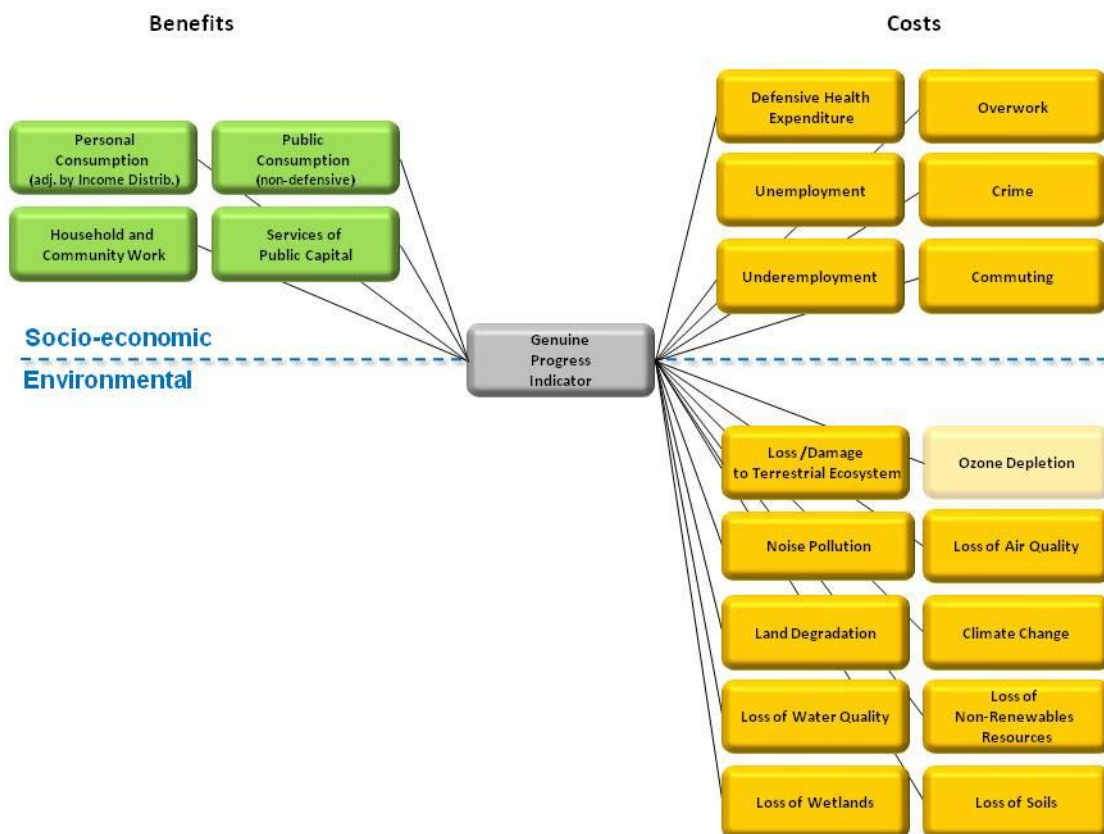 Benefits
Costs
Personal
Consumption
(adj. by Income Distrib.)
Public
Consumption
(non-defensive)
Household and
Community Work
Services of
Public Capital
Defensive Health
Expenditure
Overwork
Unemployment
Crime
Underemployment
Commuting
Socio-economic
Environmental
Genuine
Progress
Indicator
Loss /Damage
to Terrestrial Ecosystem
Ozone Depletion
Noise Pollution
Loss of Air Quality
Land Degradation
Climate Change
Loss of Water Quality
Loss of
Non-Renewables
Resources
Loss of Wetlands
Loss of Soils